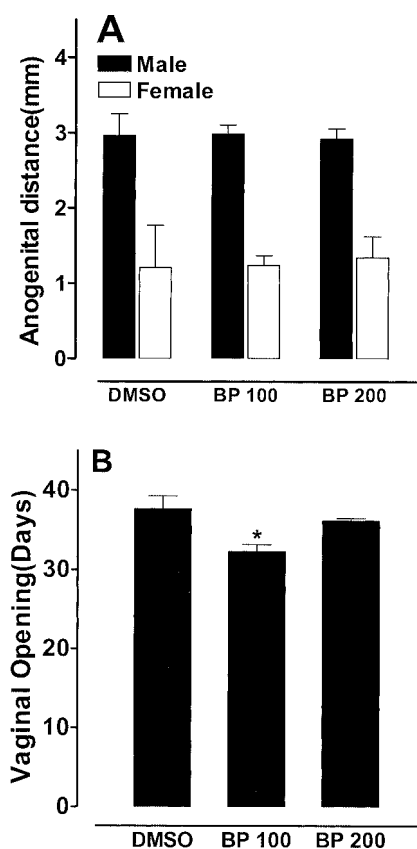 A
Anogenital distance(mm)
4
3
2
1
0
Male
Female
DMSO BP 100 BP 200
B
Vaginal Opening(Days)
40
30
20
10
0
*
DMSO BP 100 BP 200